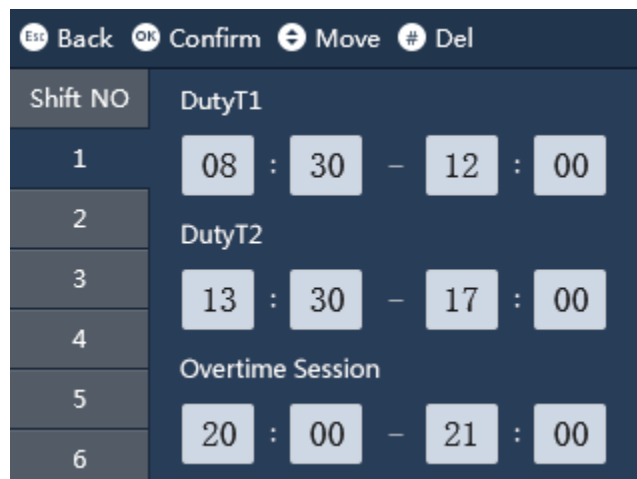 Esc Back OK Confirm Move # Del
Shift NO
1
2
3
4
5
6
DutyT1
08 : 30 – 12 : 00
DutyT2
13 : 30 – 17 : 00
Overtime Session
20 : 00 – 21 : 00